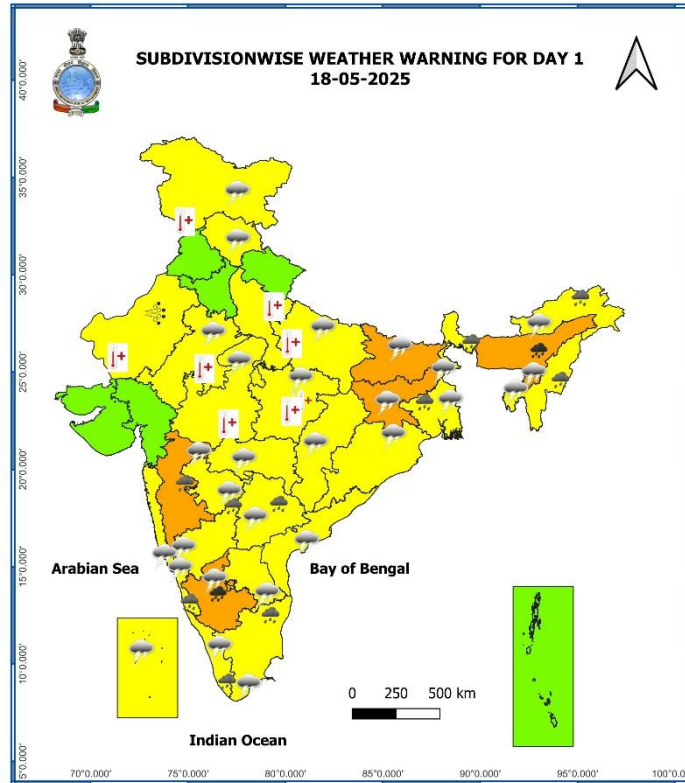 SUBDIVISIONWISE WEATHER WARNING FOR DAY 1
18-05-2025
40°0.000'
35°0.000'
30°0.000'
25°0.000'
20°0.000'
15°0.000'
10°0.000'
5°0.000'
Arabian Sea
Bay of Bengal
0 250 500 km
Indian Ocean
70°0.000' 75°0.000' 80°0.000' 85°0.000' 90°0.000' 95°0.000' 100°0.0